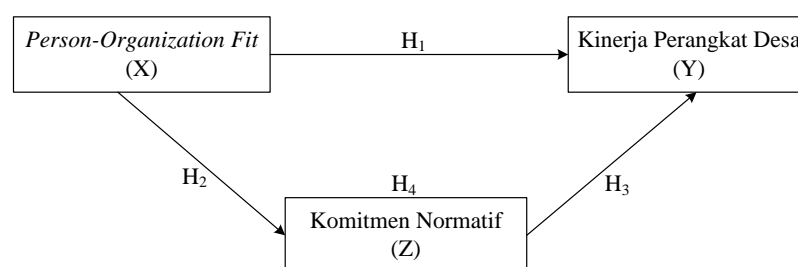 Person-Organization Fit
(X)
H₁
Kinerja Perangkat Desa
(Y)
H₂
H₄
H₃
Komitmen Normatif
(Z)